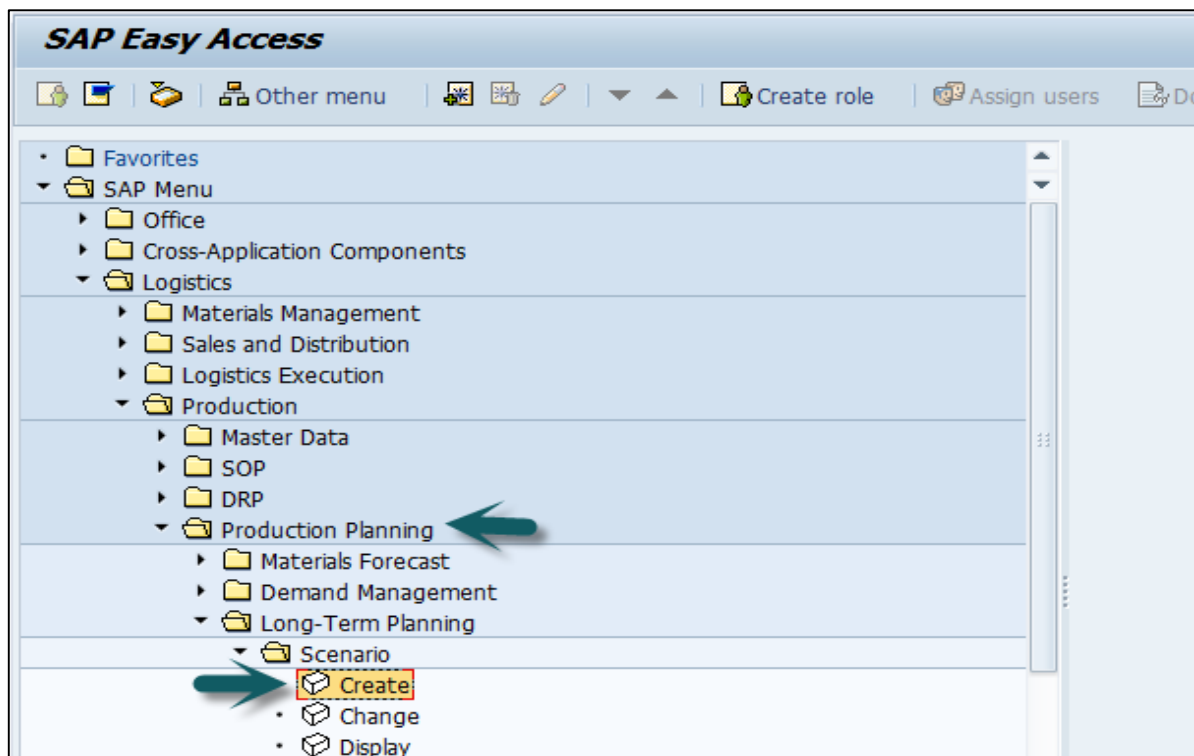 SAP Easy Access
Other menu Create role Assign users
Favorites
SAP Menu
Office
Cross-Application Components
Logistics
Materials Management
Sales and Distribution
Logistics Execution
Production
Master Data
SOP
DRP
Production Planning
Materials Forecast
Demand Management
Long-Term Planning
Scenario
Create
Change
Display